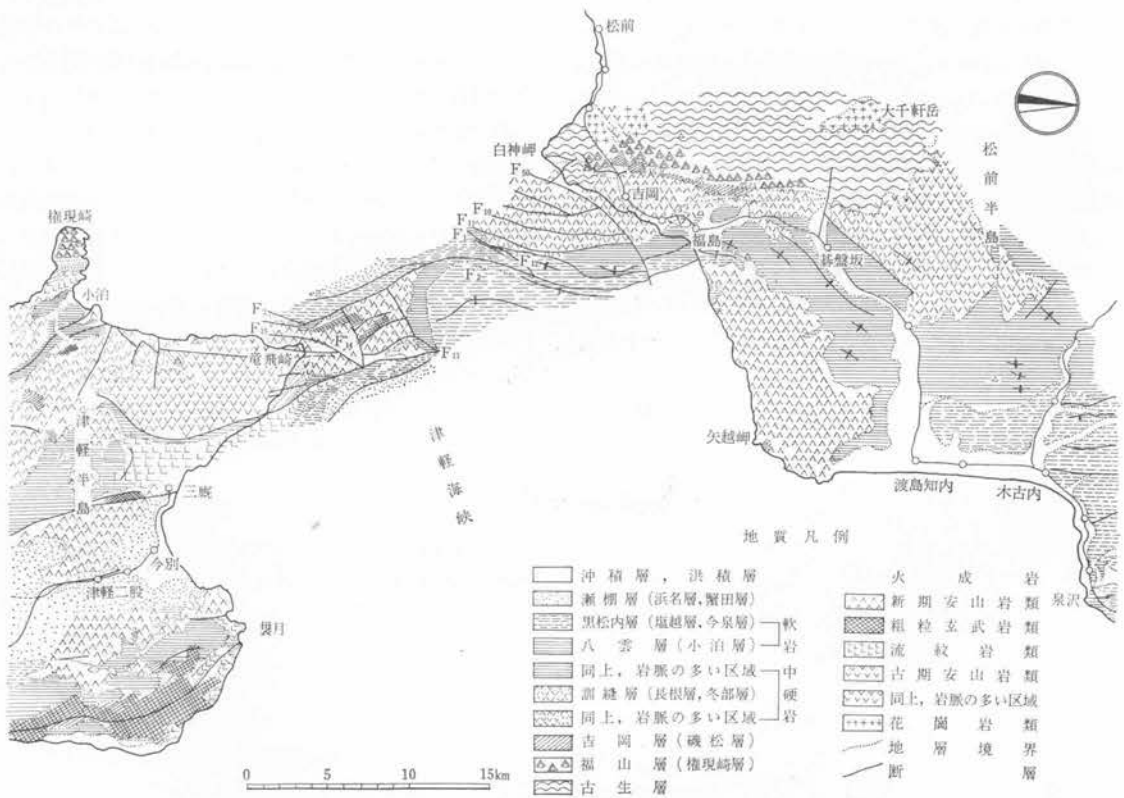 松前
大千軒岳
白神岬
松前半島
吉岡
権現崎
福島
碁盤坂
小泊
竜飛崎
F₁₀
F₂
F₁₃
津軽半島
矢越岬
津軽海峡
三厩
渡島知内
木古内
今別
津軽二股
袰月
泉沢
地質凡例
沖積層，洪積層
瀬棚層（浜名層，蟹田層）
黒松内層（塩越層，今泉層）
八雲層（小泊層）
軟岩
同上，岩脈の多い区域
訓縫層（長根層，冬部層）
同上，岩脈の多い区域
中硬岩
吉岡層（磯松層）
福山層（権現崎層）
古生層
火成岩
新期安山岩類
粗粒玄武岩類
流紋岩類
古期安山岩類
同上，岩脈の多い区域
花崗岩類
地層境界
断層
0 5 10 15km